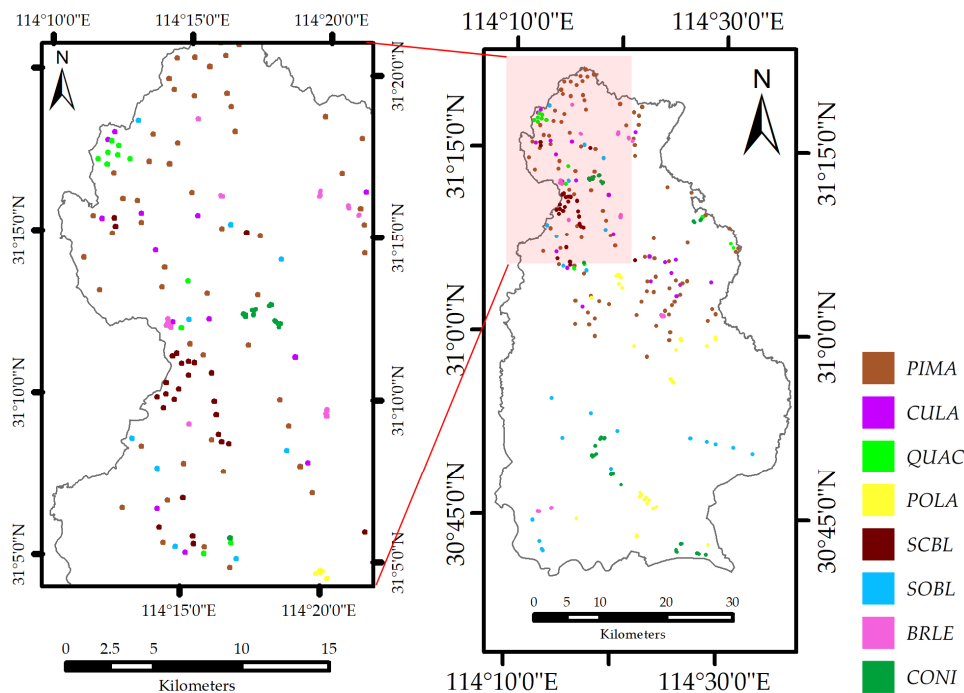 114°10'0"E 114°15'0"E 114°20'0"E
N
31°20'0"N
31°15'0"N 31°15'0"N
31°10'0"N 31°10'0"N
31°5'0"N 31°5'0"N
114°15'0"E 114°20'0"E
0 2.5 5 10 15
Kilometers
114°10'0"E 114°30'0"E
N
31°15'0"N 31°15'0"N
31°0'0"N 31°0'0"N
30°45'0"N 30°45'0"N
0 5 10 20 30
Kilometers
114°10'0"E 114°30'0"E
PIMA
CULA
QUAC
POLA
SCBL
SOBL
BRLE
CONI